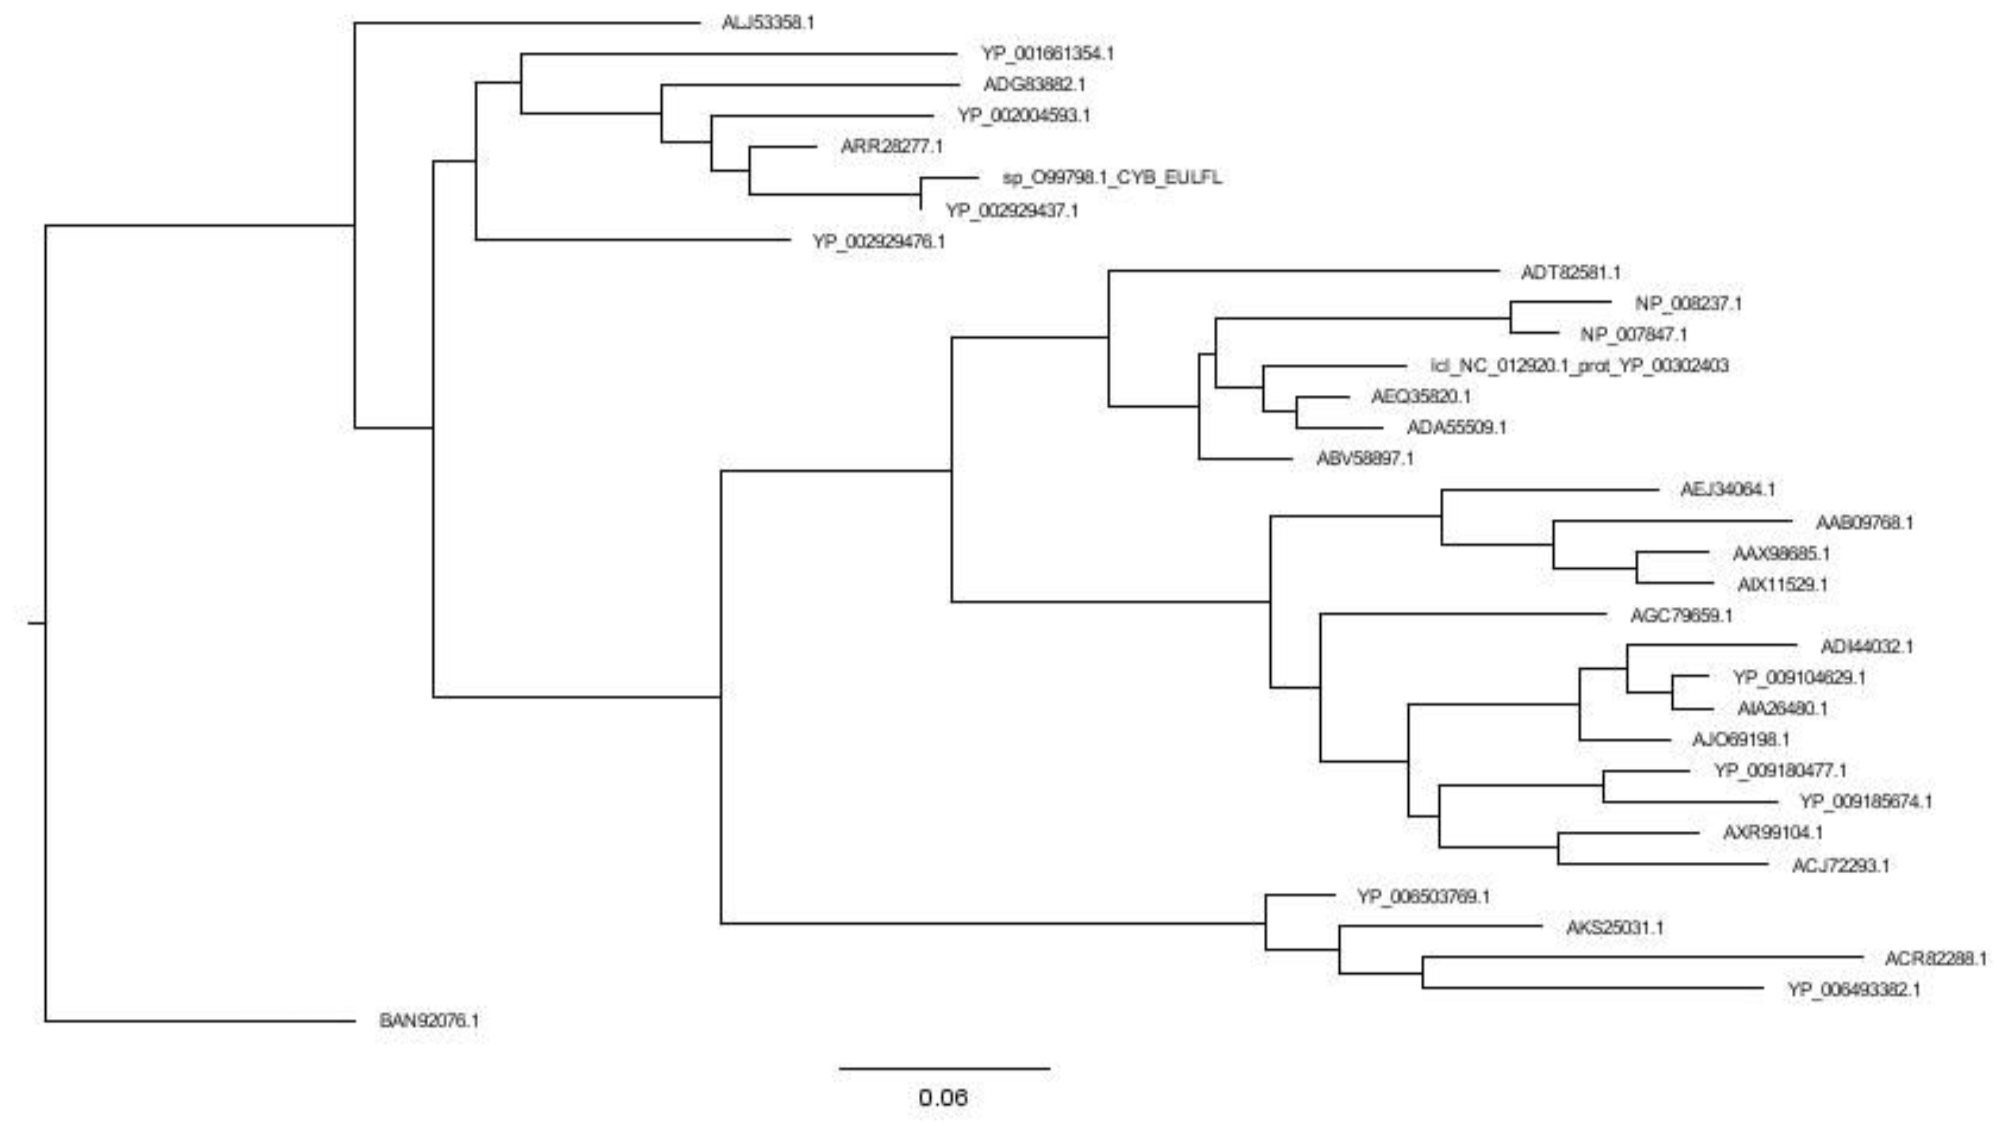 ALJ53358.1
YP_001661354.1
ADG83882.1
YP_002004593.1
ARR28277.1
sp_O99798.1_CYB_EULFL
YP_002929437.1
YP_002929476.1
ADT82581.1
NP_008237.1
NP_007847.1
lcl_NC_012920.1_prot_YP_00302403
AEQ35820.1
ADA55509.1
ABV58897.1
AEJ34064.1
AAB09768.1
AAX98685.1
AIX11529.1
AGC79659.1
ADI44032.1
YP_009104629.1
AIA26480.1
AJO69198.1
YP_009180477.1
YP_009185674.1
AXR99104.1
ACJ72293.1
YP_006503769.1
AKS25031.1
ACR82288.1
YP_006493382.1
BAN92076.1
0.06